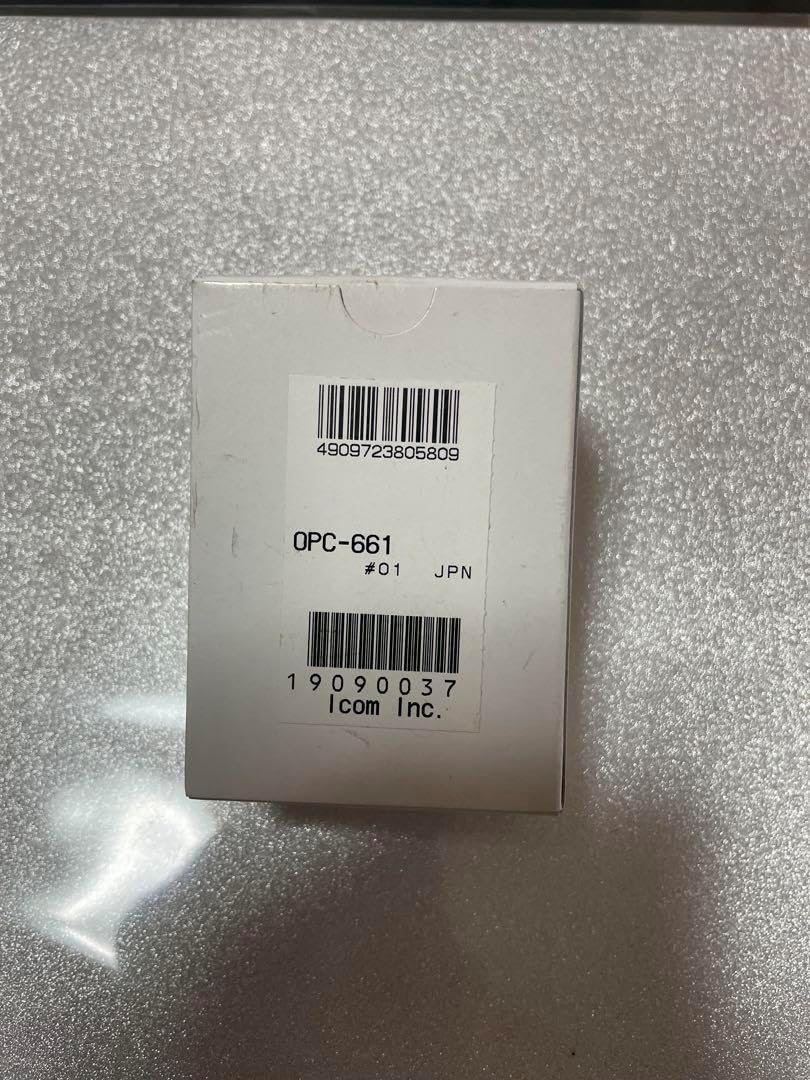 4909723805809
OPC-661
#01 JPN
19090037
Icom Inc.